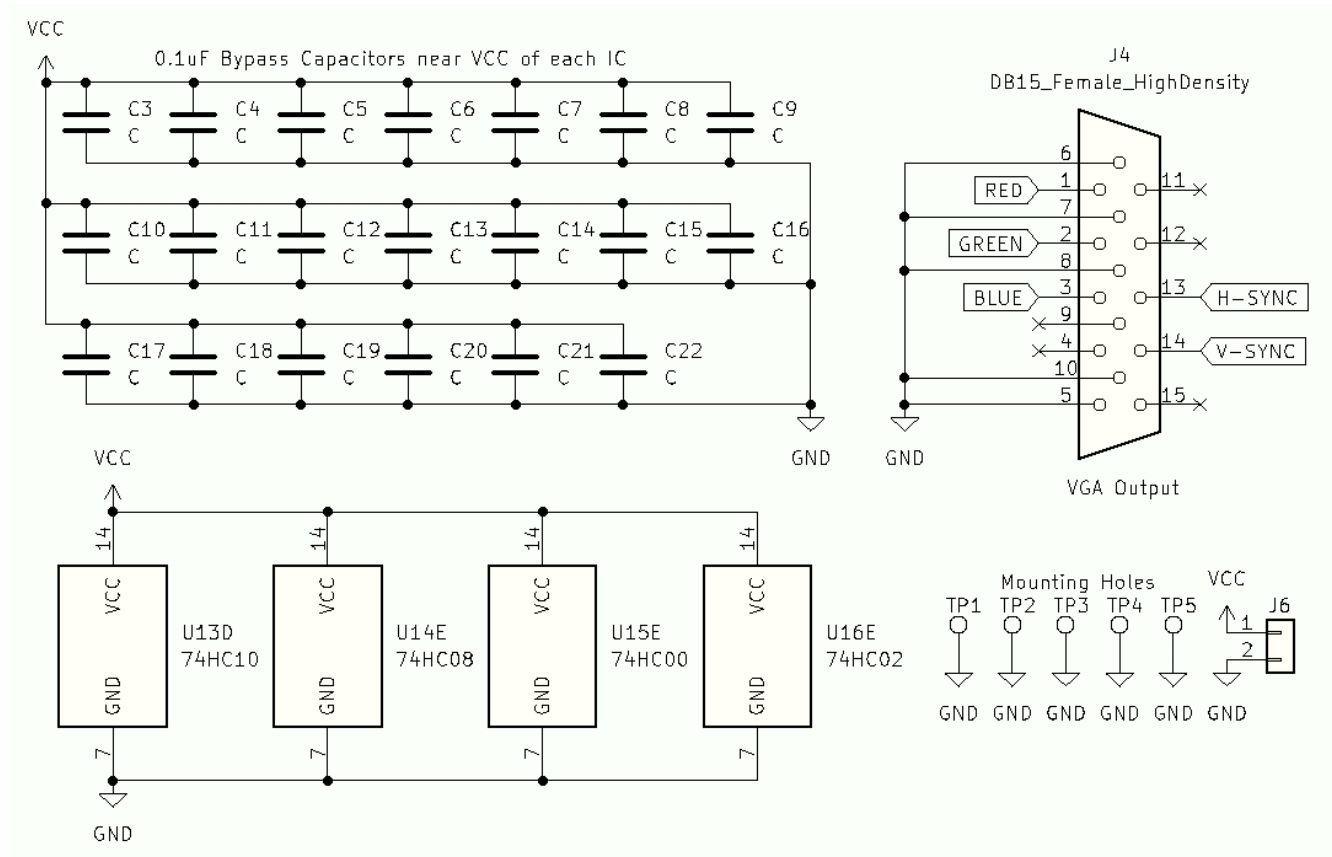 VCC
0.1uF Bypass Capacitors near VCC of each IC
C3 C4 C5 C6 C7 C8 C9
C C C C C C C
C10 C11 C12 C13 C14 C15 C16
C C C C C C C
C17 C18 C19 C20 C21 C22
C C C C C C
GND
J4
DB15_Female_HighDensity
6
RED 1 11
7
GREEN 2 12
8
BLUE 3 13 H-SYNC
9
4 14 V-SYNC
10
5 15
GND
VGA Output
VCC
14 14 14 14
VCC VCC VCC VCC
U13D U14E U15E U16E
74HC10 74HC08 74HC00 74HC02
GND GND GND GND
7 7 7 7
GND
Mounting Holes
TP1 TP2 TP3 TP4 TP5
VCC
J6
1
2
GND GND GND GND GND GND